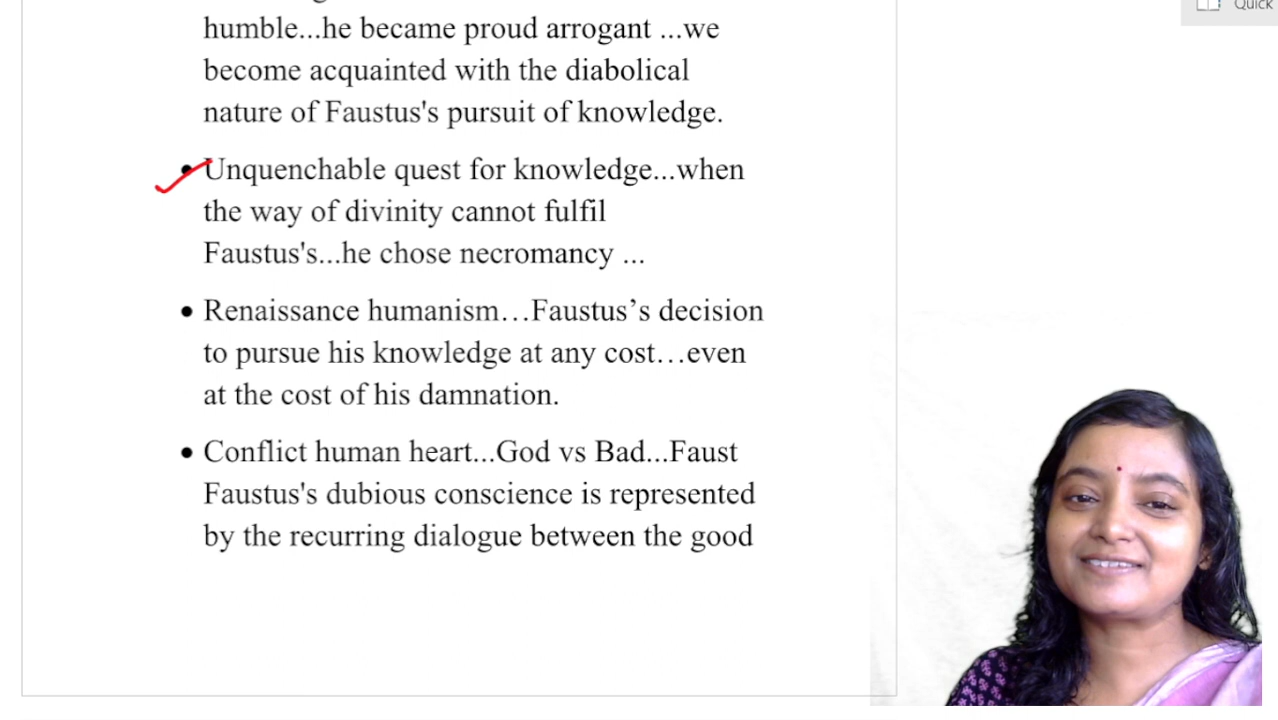 Quick
humble...he became proud arrogant ...we
become acquainted with the diabolical
nature of Faustus's pursuit of knowledge.
Unquenchable quest for knowledge...when
the way of divinity cannot fulfil
Faustus's...he chose necromancy ...
Renaissance humanism…Faustus’s decision
to pursue his knowledge at any cost…even
at the cost of his damnation.
Conflict human heart...God vs Bad...Faust
Faustus's dubious conscience is represented
by the recurring dialogue between the good